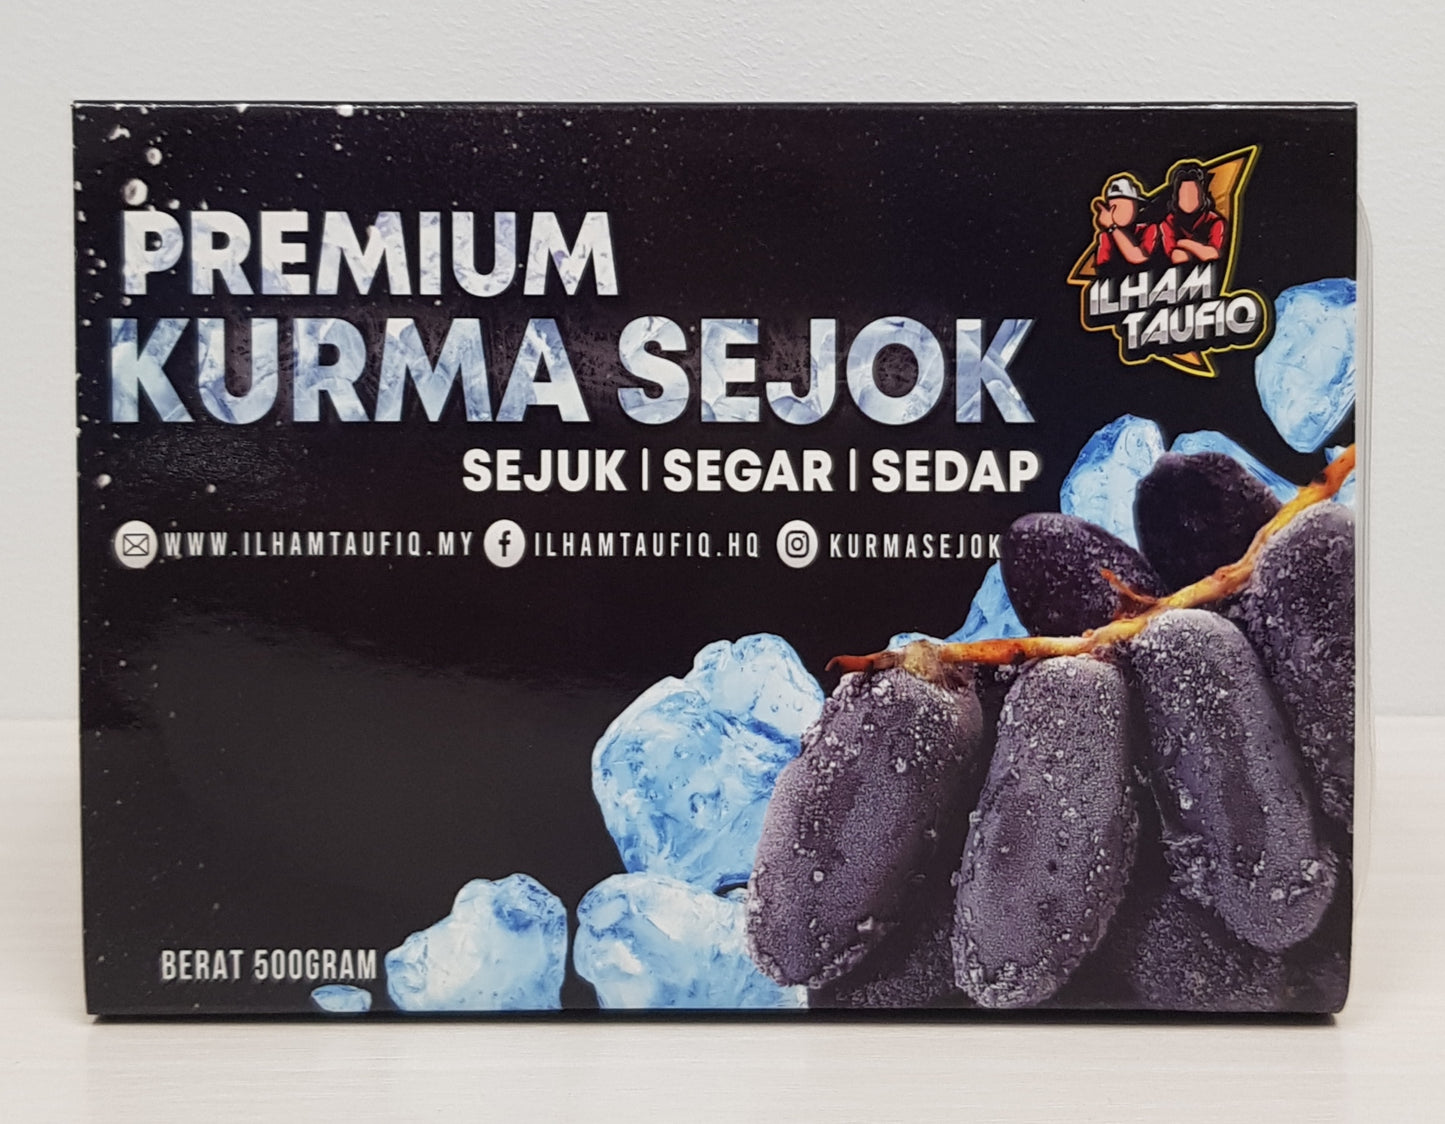 PREMIUM
KURMA SEJOK
SEJUK | SEGAR | SEDAP
WWW.ILHAMTAUFIQ.MY ILHAMTAUFIQ.HQ KURMASEJOK
ILHAM
TAUFIQ
BERAT 500GRAM